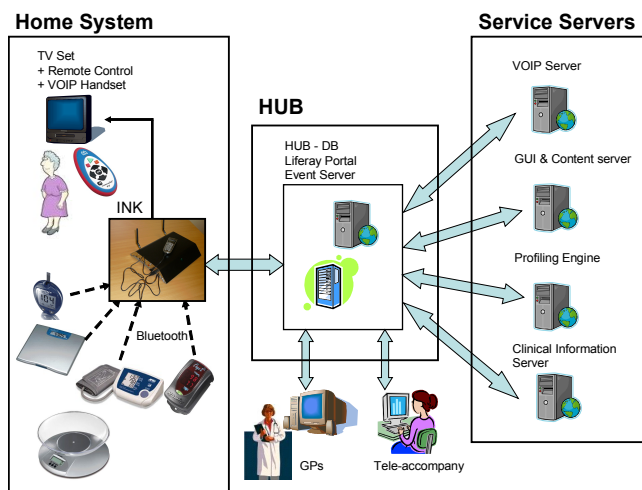 Home System
TV Set
+ Remote Control
+ VOIP Handset
INK
Bluetooth
HUB
HUB - DB
Liferay Portal
Event Server
GPs
Tele-accompany
Service Servers
VOIP Server
GUI & Content server
Profiling Engine
Clinical Information
Server